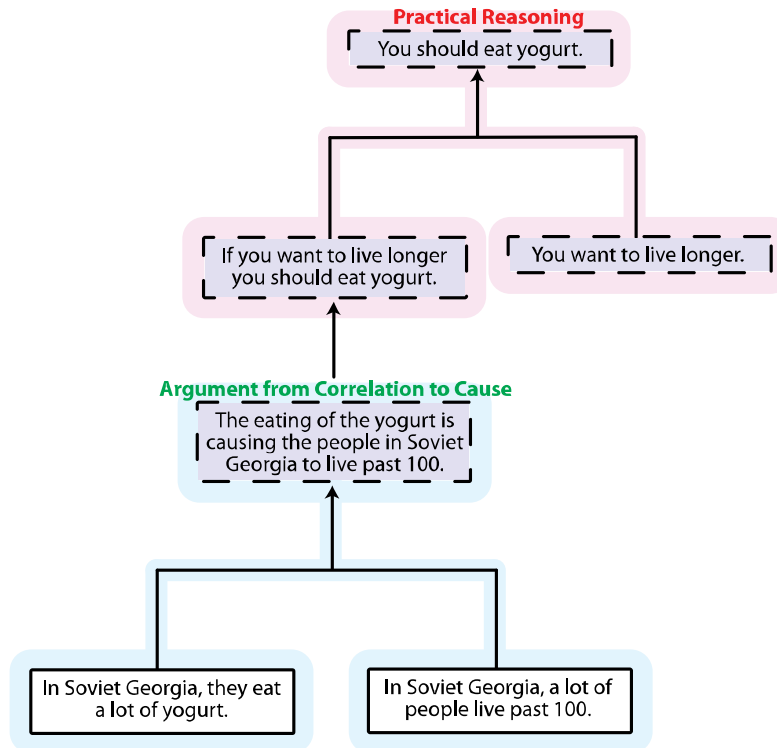 Practical Reasoning
You should eat yogurt.
If you want to live longer
you should eat yogurt.
You want to live longer.
Argument from Correlation to Cause
The eating of the yogurt is
causing the people in Soviet
Georgia to live past 100.
In Soviet Georgia, they eat
a lot of yogurt.
In Soviet Georgia, a lot of
people live past 100.